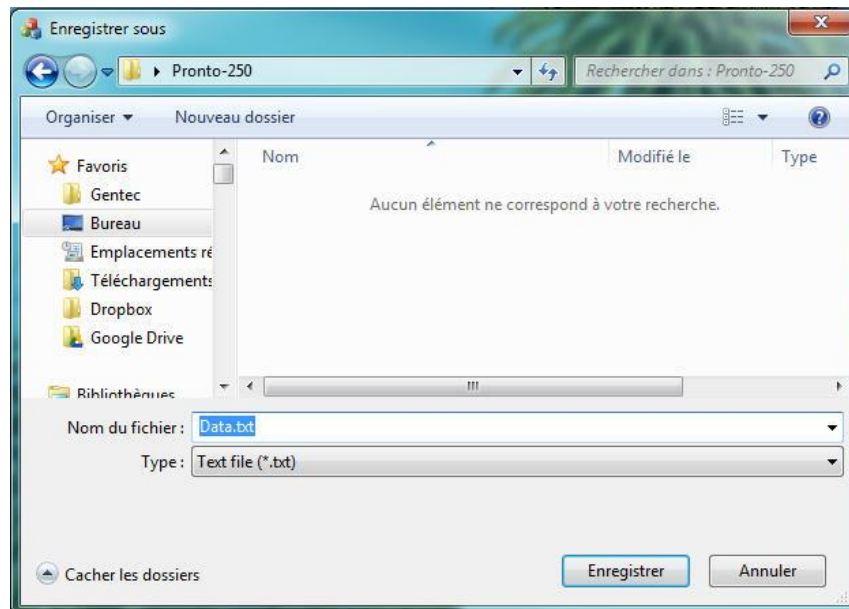 Enregistrer sous
Pronto-250
Rechercher dans : Pronto-250
Organiser
Nouveau dossier
Nom
Modifié le
Type
Favoris
Gentec
Bureau
Emplacements ré
Téléchargements
Dropbox
Google Drive
Bibliothèques
Aucun élément ne correspond à votre recherche.
Nom du fichier :
Data.txt
Type :
Text file (*.txt)
Cacher les dossiers
Enregistrer
Annuler